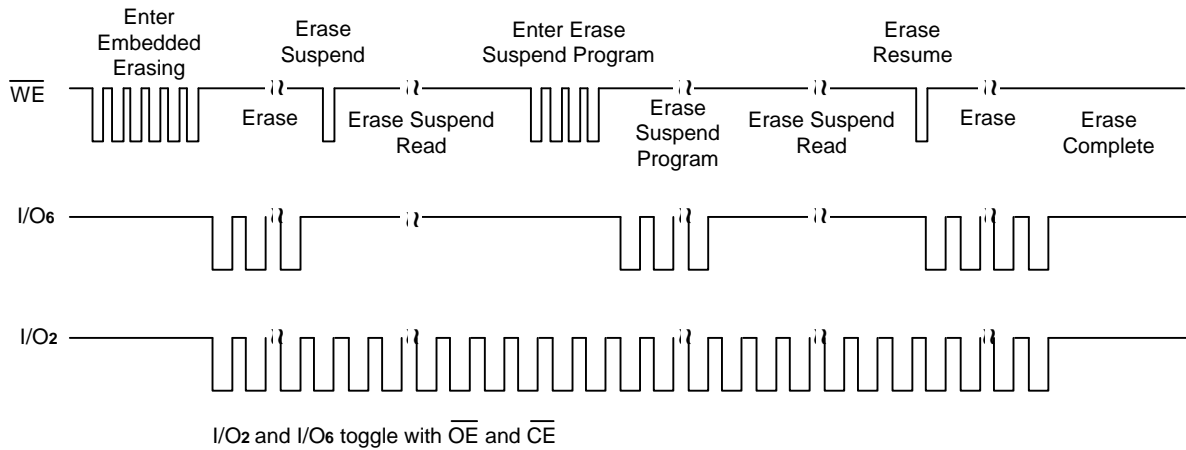 Enter
Embedded
Erasing
Erase
Suspend
Enter Erase
Suspend Program
Erase
Resume
WE
Erase
Erase Suspend
Read
Erase
Suspend
Program
Erase Suspend
Read
Erase
Erase
Complete
I/O6
I/O2
I/O2 and I/O6 toggle with OE and CE